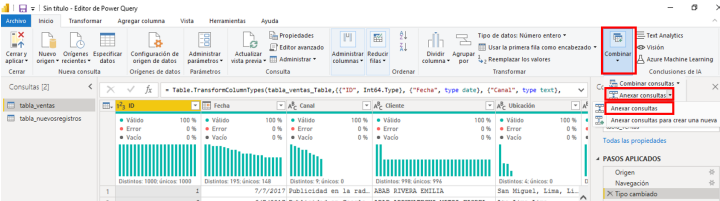 Sin título - Editor de Power Query
Archivo Inicio Transformar Agregar columna Vista Herramientas Ayuda
Cerrar y aplicar
Nuevo origen
Orígenes recientes
Especificar datos
Configuración de origen de datos
Administrar parámetros
Actualizar vista previa
Propiedades
Editor avanzado
Administrar
Administrar columnas
Reducir filas
Dividir columna
Agrupar por
Tipo de datos: Número entero
Usar la primera fila como encabezado
Reemplazar los valores
Combinar
Text Analytics
Visión
Azure Machine Learning
Cerrar Nueva consulta Orígenes de datos Parámetros Consulta Ordenar Transformar Conclusiones de IA
Combinar consultas
Anexar consultas
Anexar consultas
Anexar consultas para crear una nueva
Consultas [2]
tabla_ventas
tabla_nuevosregistros
= Table.TransformColumnTypes(tabla_ventas_Table,{{"ID", Int64.Type}, {"Fecha", type date}, {"Canal", type text},
ID Fecha Canal Cliente Ubicación
Válido 100 % Válido 100 % Válido 100 % Válido 100 % Válido 100 %
Error 0 % Error 0 % Error 0 % Error 0 % Error 0 %
Vacío 0 % Vacío 0 % Vacío 0 % Vacío 0 % Vacío 0 %
Distintos: 1000; únicos: 1000 Distintos: 195; únicos: 148 Distintos: 9; únicos: 0 Distintos: 998; únicos: 996 Distintos: 4; únicos: 0
1 7/7/2017 Publicidad en la rad... ABAB RIVERA EMILIA San Miguel, Lima, Li...
Todas las propiedades
PASOS APLICADOS
Origen
Navegación
Tipo cambiado